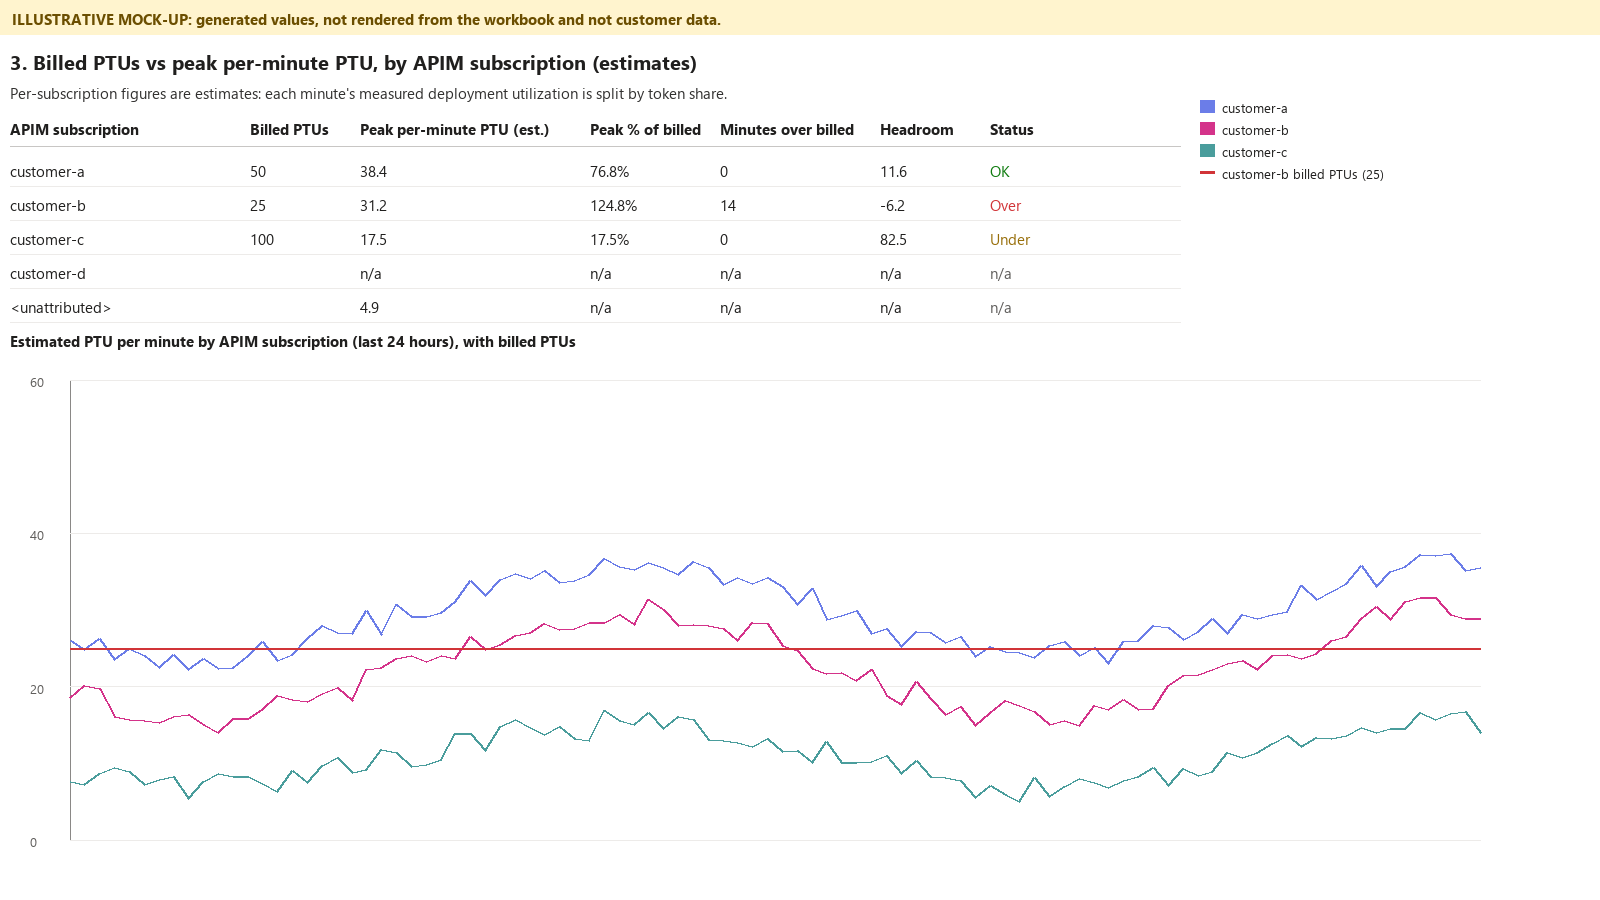 ILLUSTRATIVE MOCK-UP: generated values, not rendered from the workbook and not customer data.
3. Billed PTUs vs peak per-minute PTU, by APIM subscription (estimates)
Per-subscription figures are estimates: each minute's measured deployment utilization is split by token share.
APIM subscription Billed PTUs Peak per-minute PTU (est.) Peak % of billed Minutes over billed Headroom Status
customer-a 50 38.4 76.8% 0 11.6 OK
customer-b 25 31.2 124.8% 14 -6.2 Over
customer-c 100 17.5 17.5% 0 82.5 Under
customer-d n/a n/a n/a n/a n/a
<unattributed> 4.9 n/a n/a n/a n/a
customer-a
customer-b
customer-c
customer-b billed PTUs (25)
Estimated PTU per minute by APIM subscription (last 24 hours), with billed PTUs
60
40
20
0